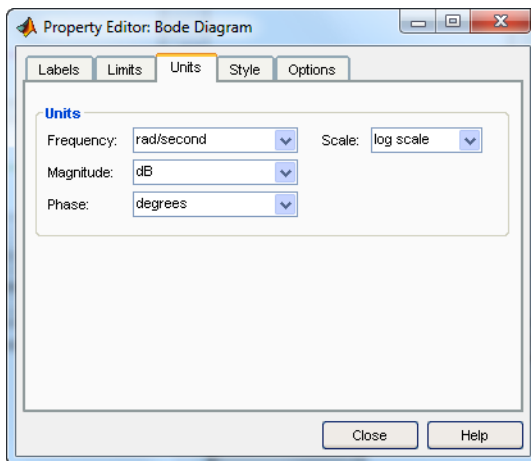 Property Editor: Bode Diagram
Labels Limits Units Style Options
Units
Frequency: rad/second Scale: log scale
Magnitude: dB
Phase: degrees
Close Help